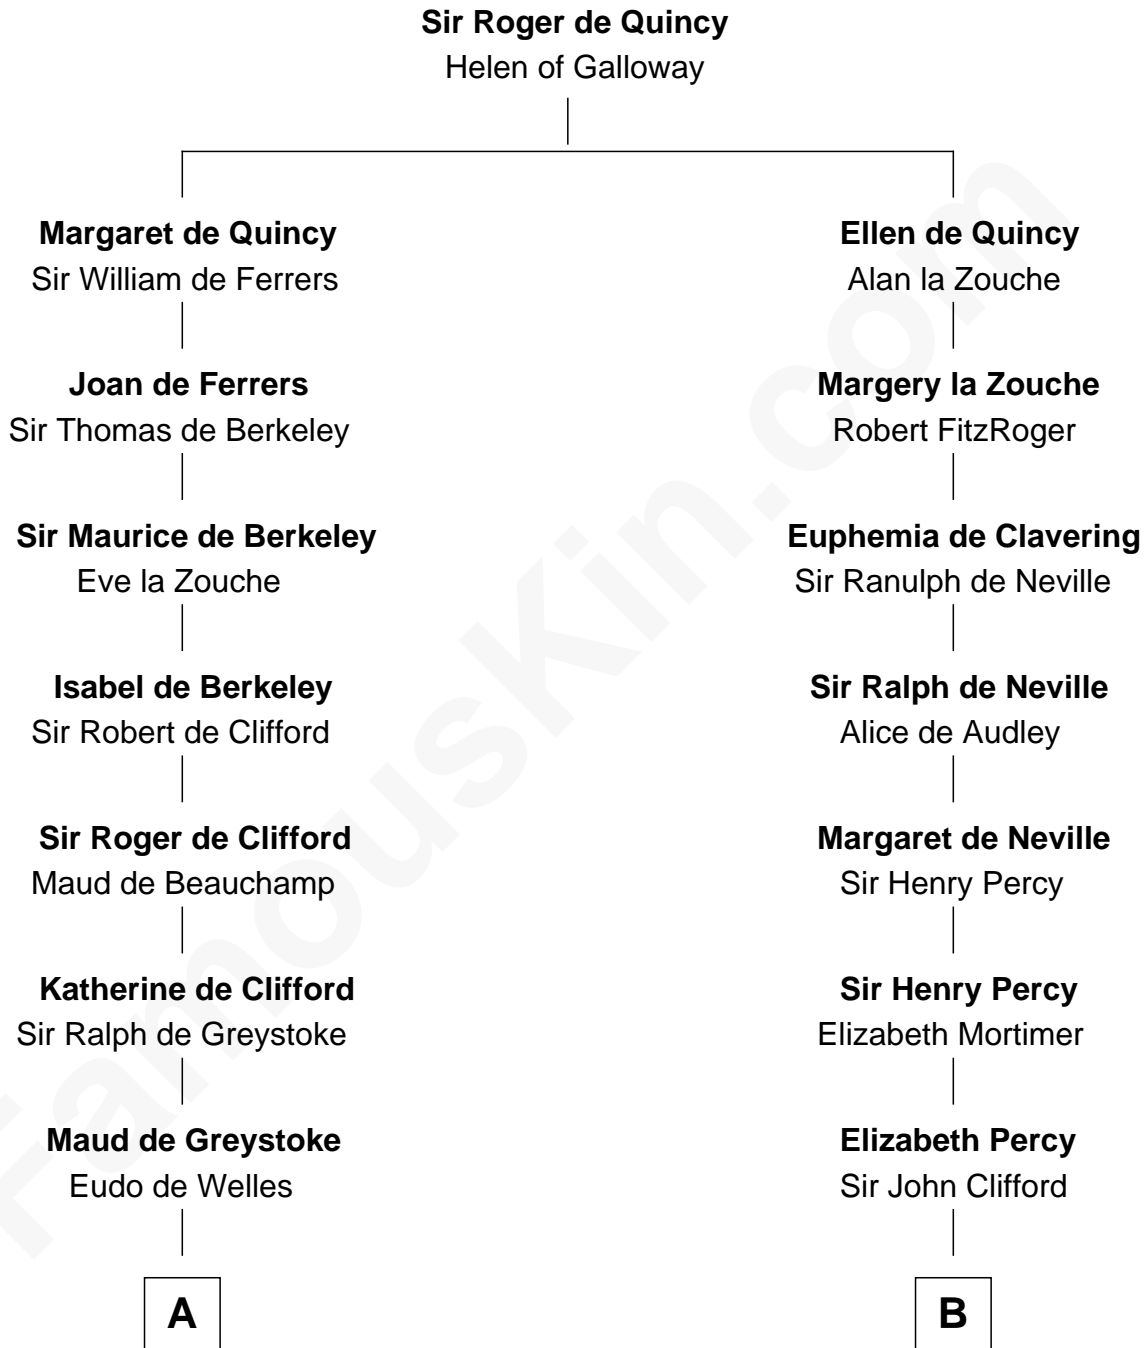 Sir Roger de Quincy
Helen of Galloway
Margaret de Quincy
Sir William de Ferrers
Ellen de Quincy
Alan la Zouche
Joan de Ferrers
Sir Thomas de Berkeley
Margery la Zouche
Robert FitzRoger
Sir Maurice de Berkeley
Eve la Zouche
Euphemia de Clavering
Sir Ranulph de Neville
Isabel de Berkeley
Sir Robert de Clifford
Sir Ralph de Neville
Alice de Audley
Sir Roger de Clifford
Maud de Beauchamp
Margaret de Neville
Sir Henry Percy
Katherine de Clifford
Sir Ralph de Greystoke
Sir Henry Percy
Elizabeth Mortimer
Maud de Greystoke
Eudo de Welles
Elizabeth Percy
Sir John Clifford
A
B
FamousKin.com